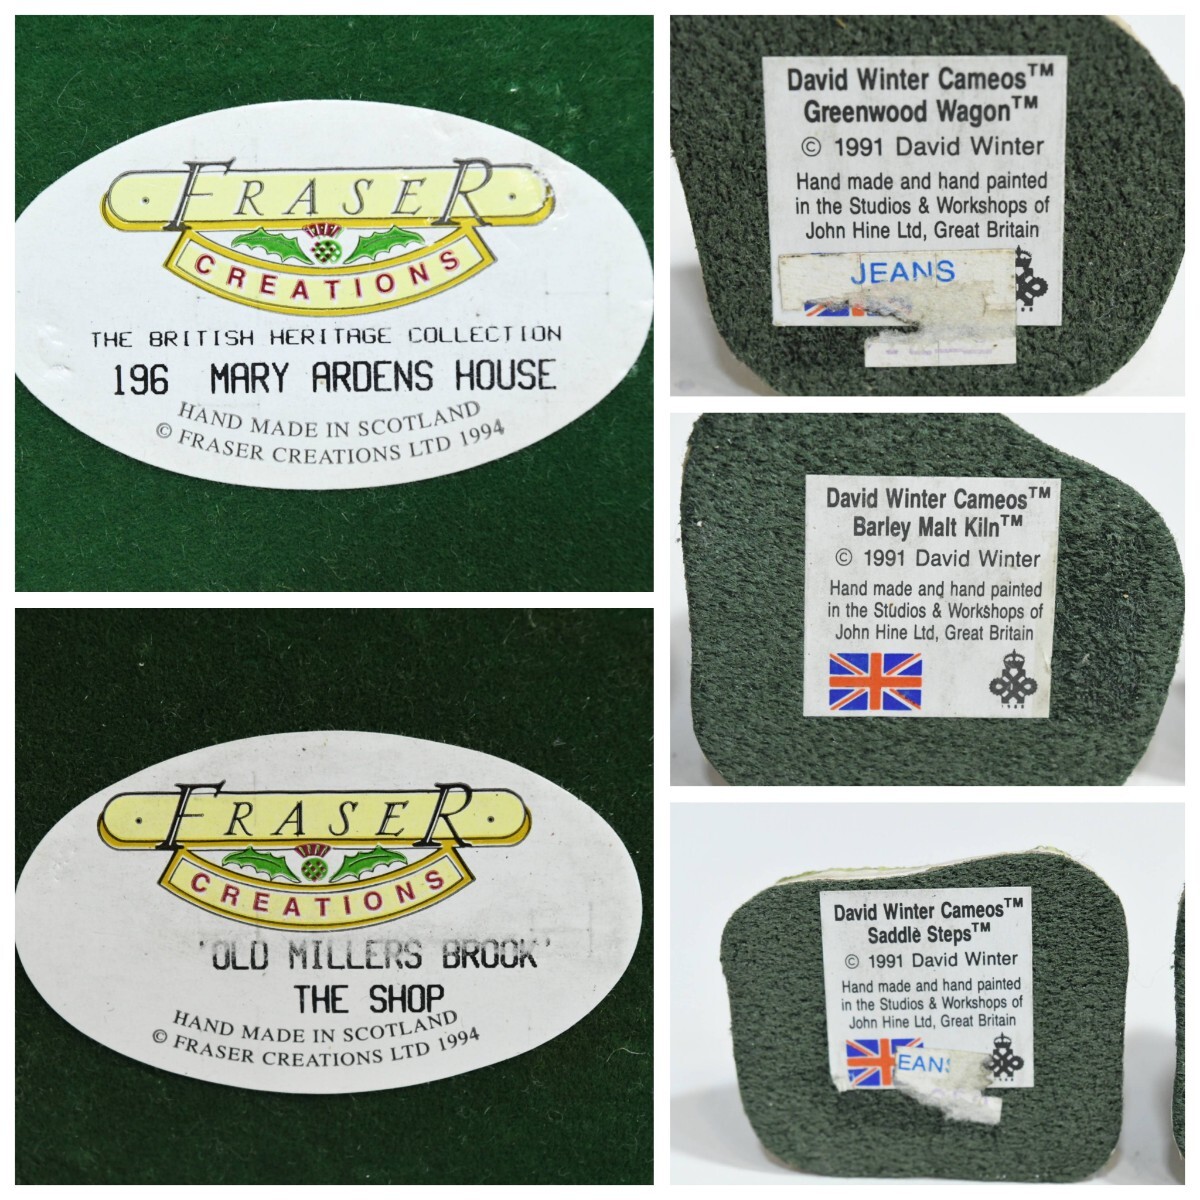 FRASER
CREATIONS
THE BRITISH HERITAGE COLLECTION
196 MARY ARDENS HOUSE
HAND MADE IN SCOTLAND
© FRASER CREATIONS LTD 1994
FRASER
CREATIONS
'OLD MILLERS BROOK'
THE SHOP
HAND MADE IN SCOTLAND
© FRASER CREATIONS LTD 1994
David Winter Cameos™
Greenwood Wagon™
© 1991 David Winter
Hand made and hand painted
in the Studios & Workshops of
John Hine Ltd, Great Britain
JEANS
David Winter Cameos™
Barley Malt Kiln™
© 1991 David Winter
Hand made and hand painted
in the Studios & Workshops of
John Hine Ltd, Great Britain
David Winter Cameos™
Saddle Steps™
© 1991 David Winter
Hand made and hand painted
in the Studios & Workshops of
John Hine Ltd, Great Britain
EANS